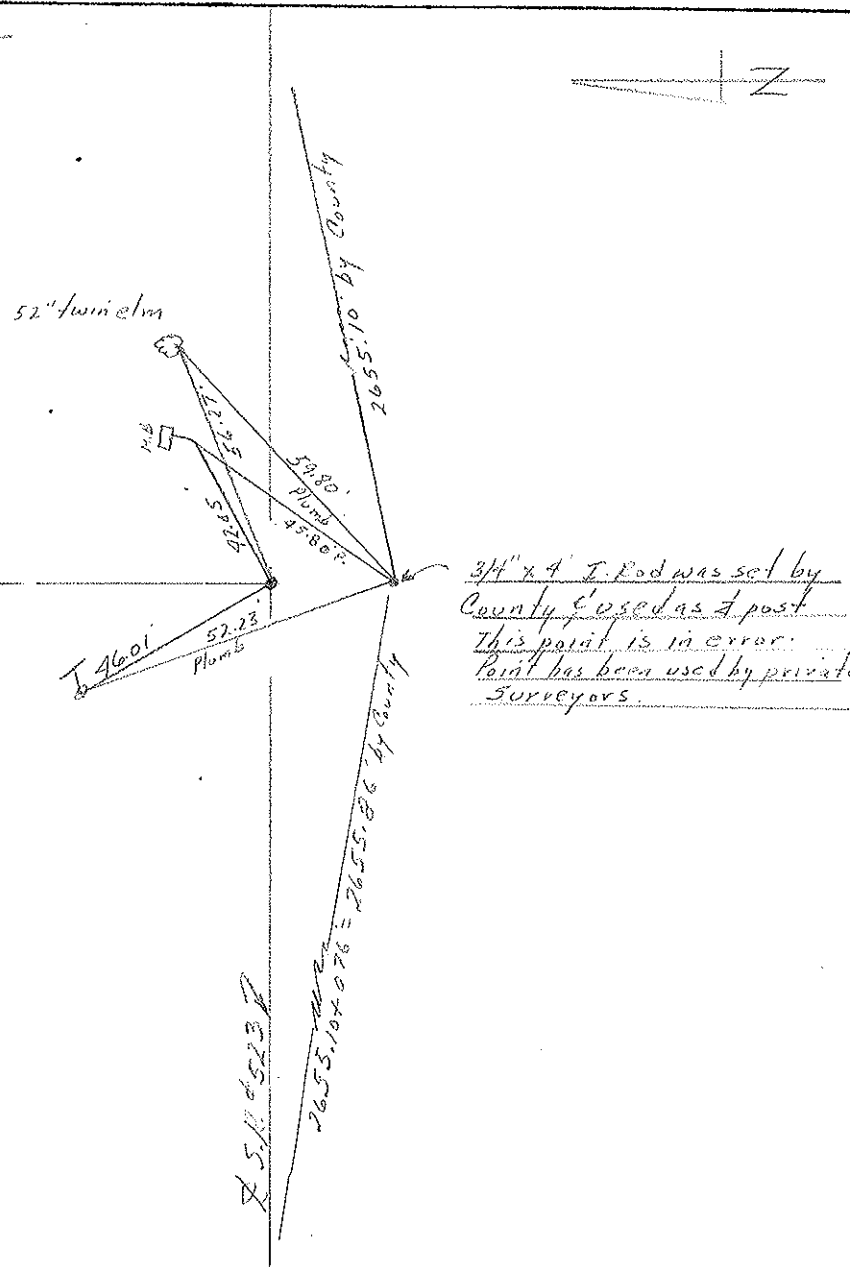 N
2655.10' by County
52" twin elm
M.B
56.27'
42.65
59.80'
Plumb
45.80' P.
46.01'
52.23'
Plumb
3/4" x 4' I. Rod was set by
County & used as post
This point is in error.
Point has been used by private
Surveyors.
2655.10+0.76 = 2655.86' by County
S.R. # 523